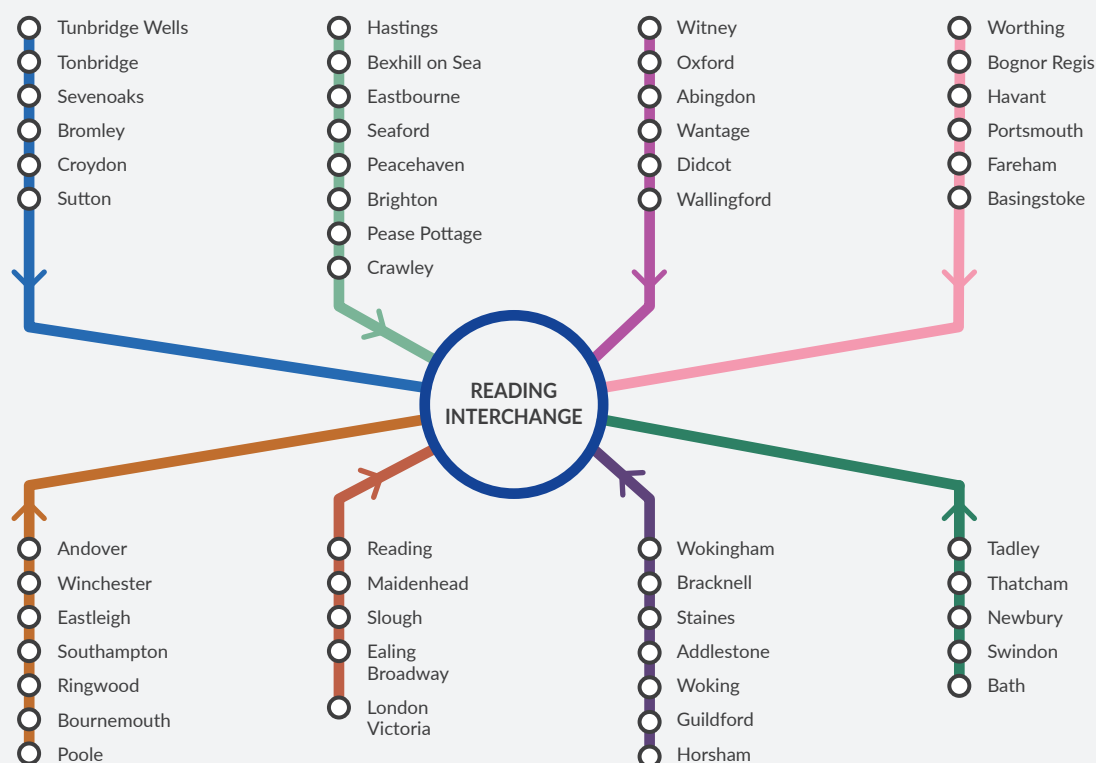 Tunbridge Wells
Tonbridge
Sevenoaks
Bromley
Croydon
Sutton
Hastings
Bexhill on Sea
Eastbourne
Seaford
Peacehaven
Brighton
Pease Pottage
Crawley
Witney
Oxford
Abingdon
Wantage
Didcot
Wallingford
Worthing
Bognor Regis
Havant
Portsmouth
Fareham
Basingstoke
READING
INTERCHANGE
Andover
Winchester
Eastleigh
Southampton
Ringwood
Bournemouth
Poole
Reading
Maidenhead
Slough
Ealing
Broadway
London
Victoria
Wokingham
Bracknell
Staines
Addlestone
Woking
Guildford
Horsham
Tadley
Thatcham
Newbury
Swindon
Bath